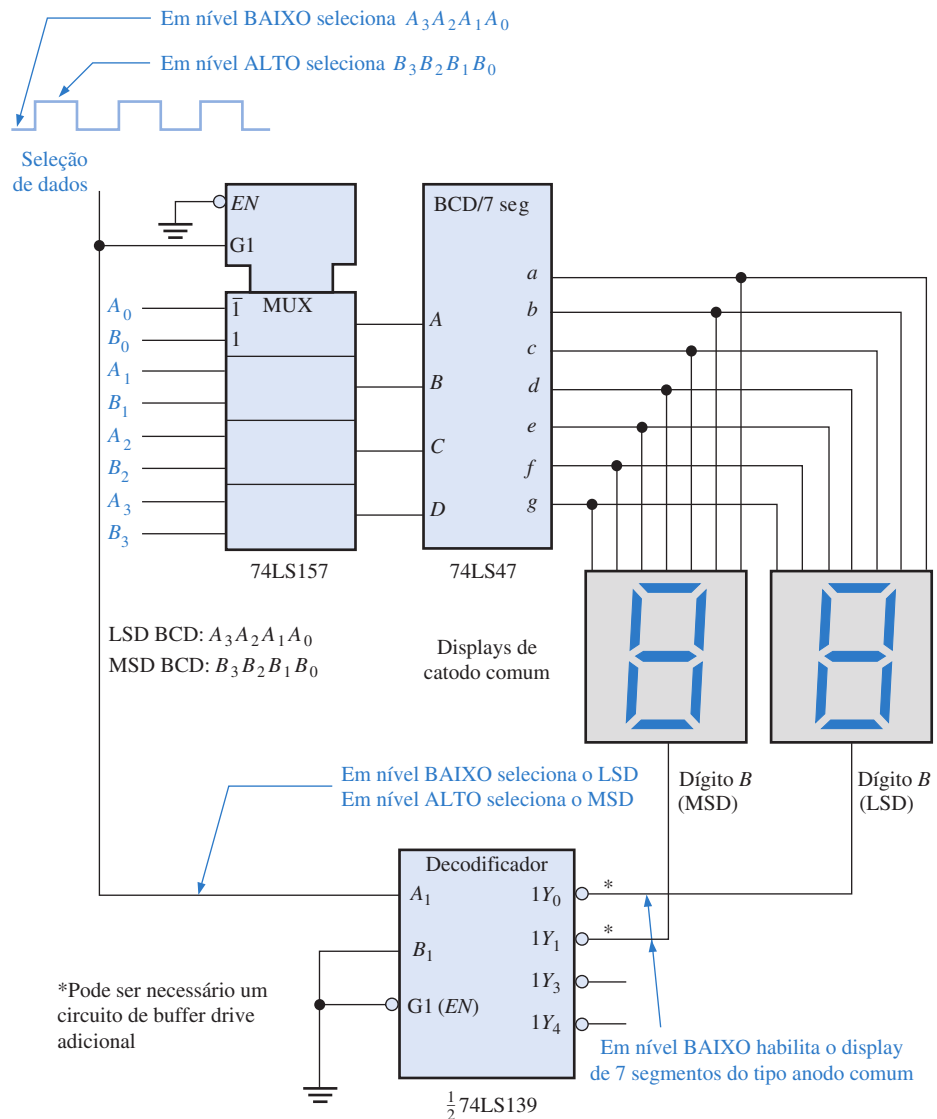 Em nível BAIXO seleciona A₃A₂A₁A₀
Em nível ALTO seleciona B₃B₂B₁B₀
Seleção
de dados
EN
G1
MUX
A₀
1̅
B₀
1
A₁
B₁
A₂
B₂
A₃
B₃
74LS157
BCD/7 seg
A
B
C
D
a
b
c
d
e
f
g
74LS47
LSD BCD: A₃A₂A₁A₀
MSD BCD: B₃B₂B₁B₀
Displays de
catodo comum
Dígito B
(MSD)
Dígito B
(LSD)
Em nível BAIXO seleciona o LSD
Em nível ALTO seleciona o MSD
Decodificador
A₁
B₁
G1 (EN)
1Y₀
1Y₁
1Y₃
1Y₄
*
*
*Pode ser necessário um
circuito de buffer drive
adicional
Em nível BAIXO habilita o display
de 7 segmentos do tipo anodo comum
½ 74LS139